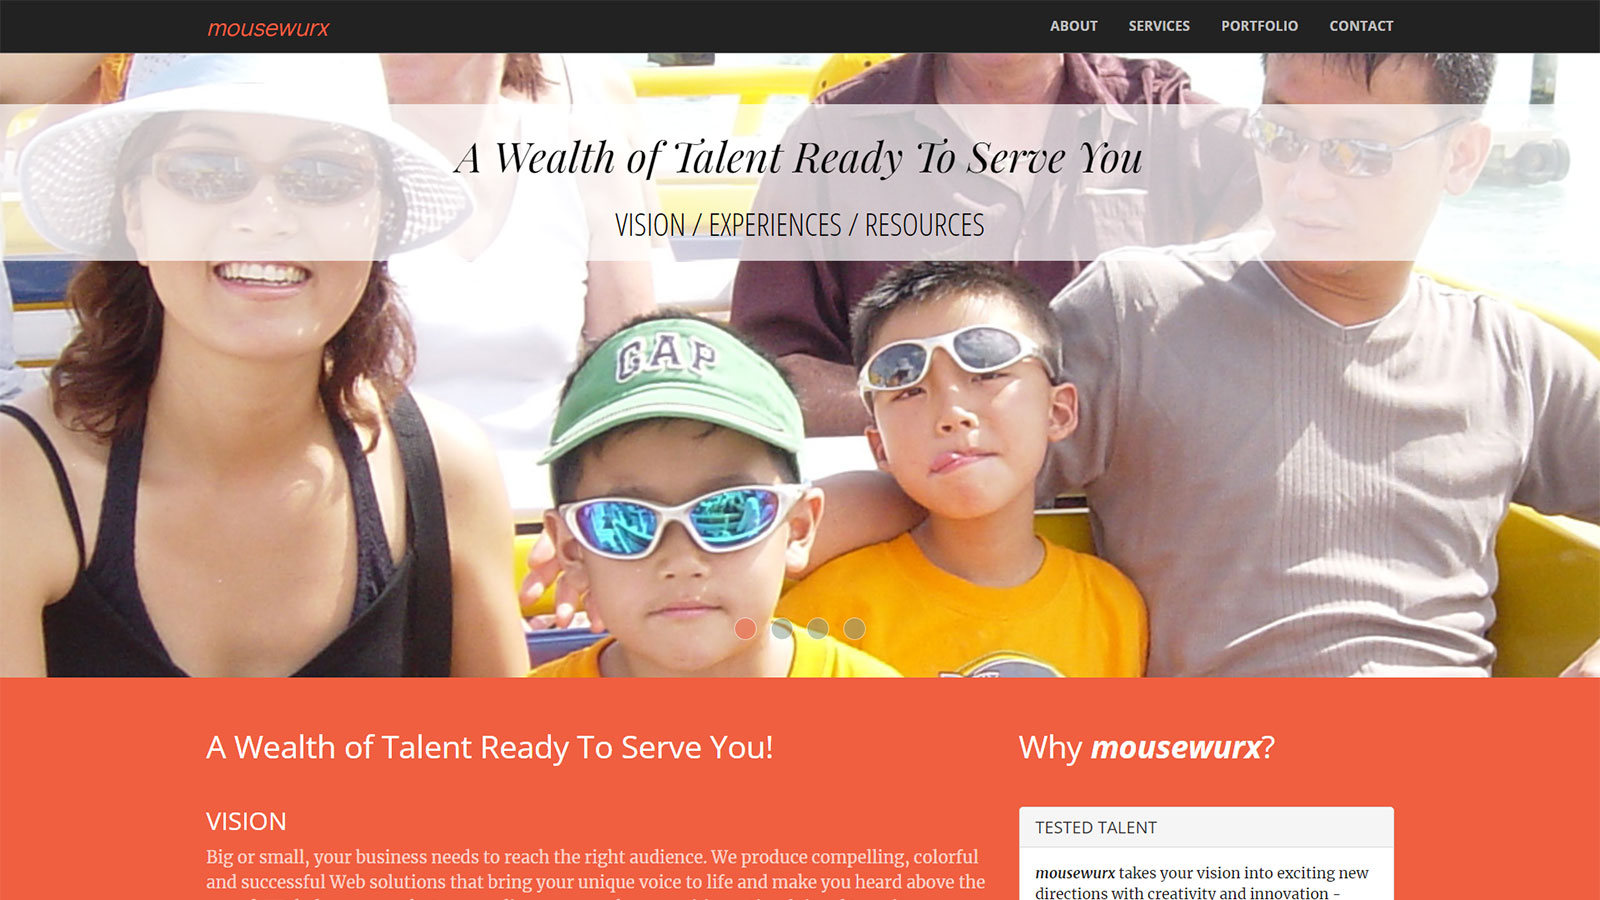 mousewurx
ABOUT SERVICES PORTFOLIO CONTACT
A Wealth of Talent Ready To Serve You
VISION / EXPERIENCES / RESOURCES
GAP
A Wealth of Talent Ready To Serve You!
VISION
Big or small, your business needs to reach the right audience. We produce compelling, colorful
and successful Web solutions that bring your unique voice to life and make you heard above the
Why mousewurx?
TESTED TALENT
mousewurx takes your vision into exciting new
directions with creativity and innovation -